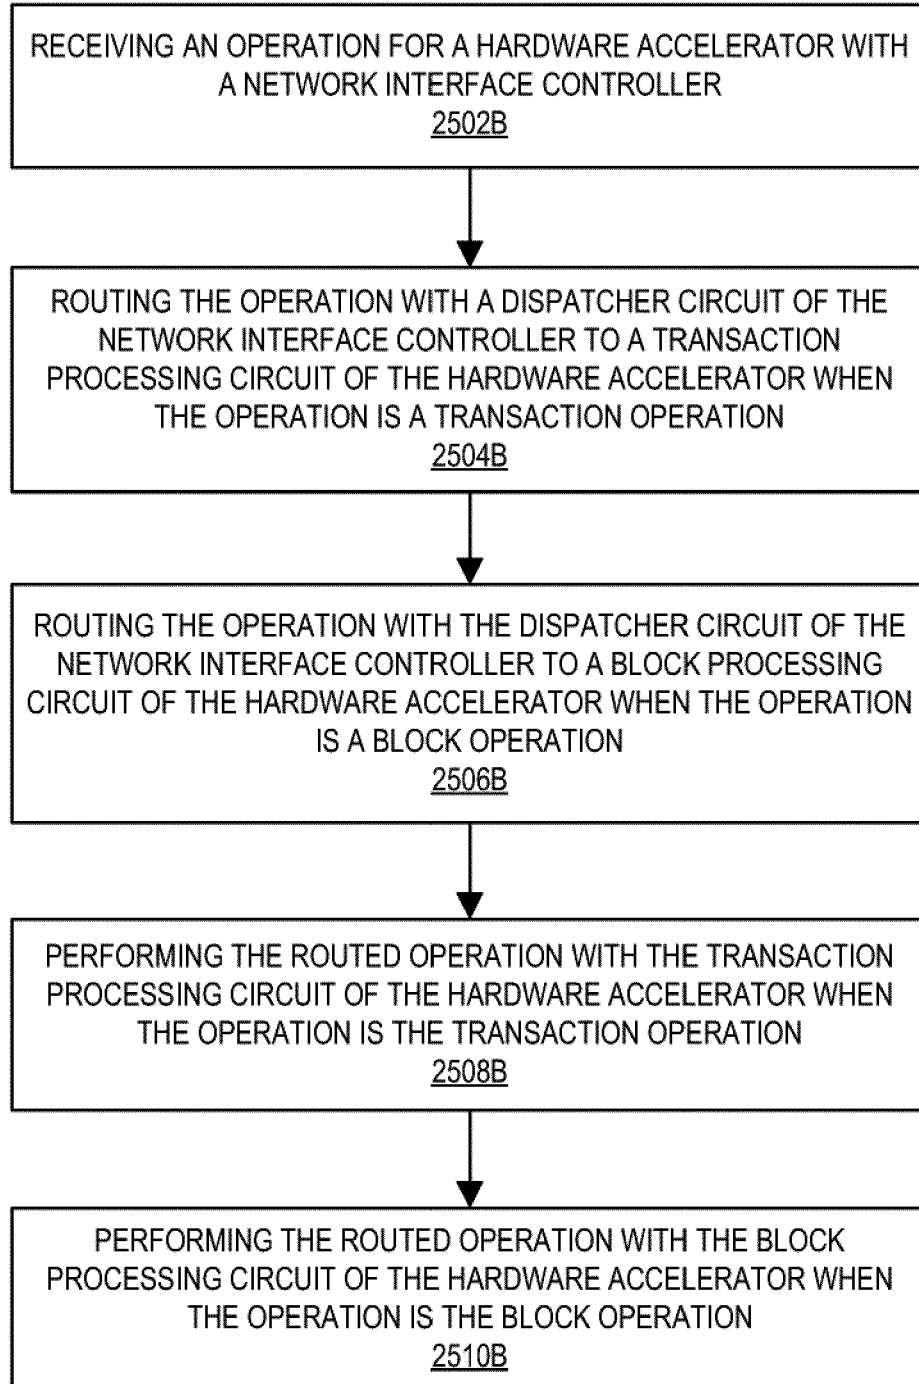 RECEIVING AN OPERATION FOR A HARDWARE ACCELERATOR WITH
A NETWORK INTERFACE CONTROLLER
2502B
ROUTING THE OPERATION WITH A DISPATCHER CIRCUIT OF THE
NETWORK INTERFACE CONTROLLER TO A TRANSACTION
PROCESSING CIRCUIT OF THE HARDWARE ACCELERATOR WHEN
THE OPERATION IS A TRANSACTION OPERATION
2504B
ROUTING THE OPERATION WITH THE DISPATCHER CIRCUIT OF THE
NETWORK INTERFACE CONTROLLER TO A BLOCK PROCESSING
CIRCUIT OF THE HARDWARE ACCELERATOR WHEN THE OPERATION
IS A BLOCK OPERATION
2506B
PERFORMING THE ROUTED OPERATION WITH THE TRANSACTION
PROCESSING CIRCUIT OF THE HARDWARE ACCELERATOR WHEN
THE OPERATION IS THE TRANSACTION OPERATION
2508B
PERFORMING THE ROUTED OPERATION WITH THE BLOCK
PROCESSING CIRCUIT OF THE HARDWARE ACCELERATOR WHEN
THE OPERATION IS THE BLOCK OPERATION
2510B